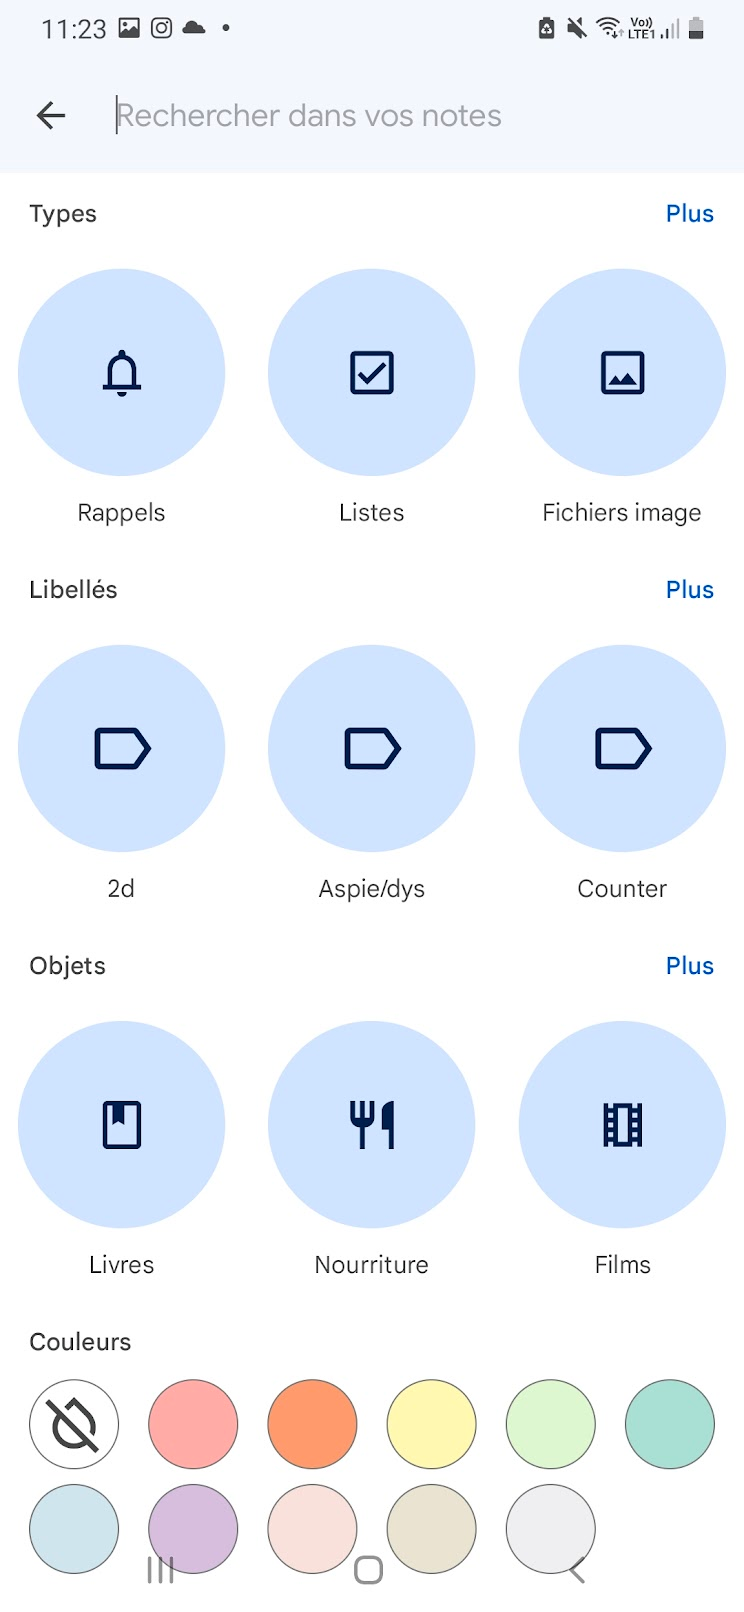 11:23
Vo))
LTE1
Rechercher dans vos notes
Types Plus
Rappels Listes Fichiers image
Libellés Plus
2d Aspie/dys Counter
Objets Plus
Livres Nourriture Films
Couleurs